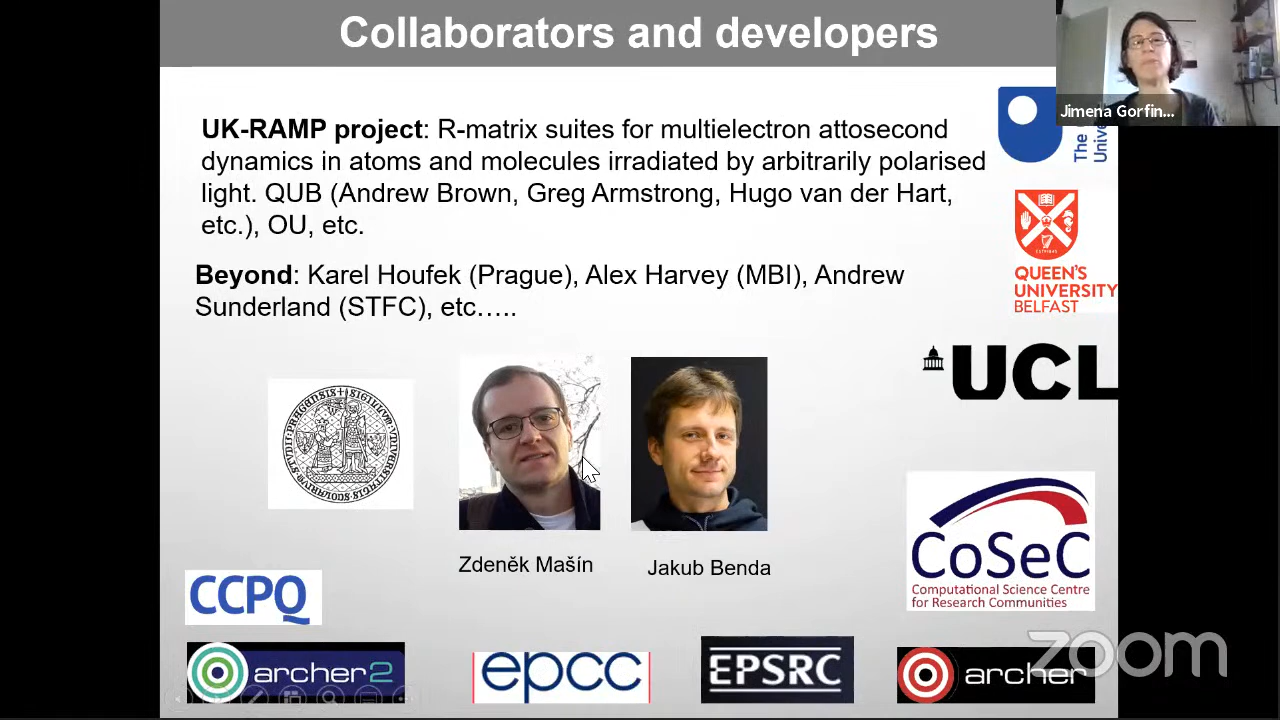 Collaborators and developers
Jimena Gorfin...
UK-RAMP project: R-matrix suites for multielectron attosecond
dynamics in atoms and molecules irradiated by arbitrarily polarised
light. QUB (Andrew Brown, Greg Armstrong, Hugo van der Hart,
etc.), OU, etc.
The
Univers
Beyond: Karel Houfek (Prague), Alex Harvey (MBI), Andrew
Sunderland (STFC), etc.....
QUEEN'S
UNIVERSITY
BELFAST
UCL
Zdeněk Mašín
Jakub Benda
CoSeC
Computational Science Centre
for Research Communities
CCPQ
archer2
epcc
EPSRC
archer
zoom